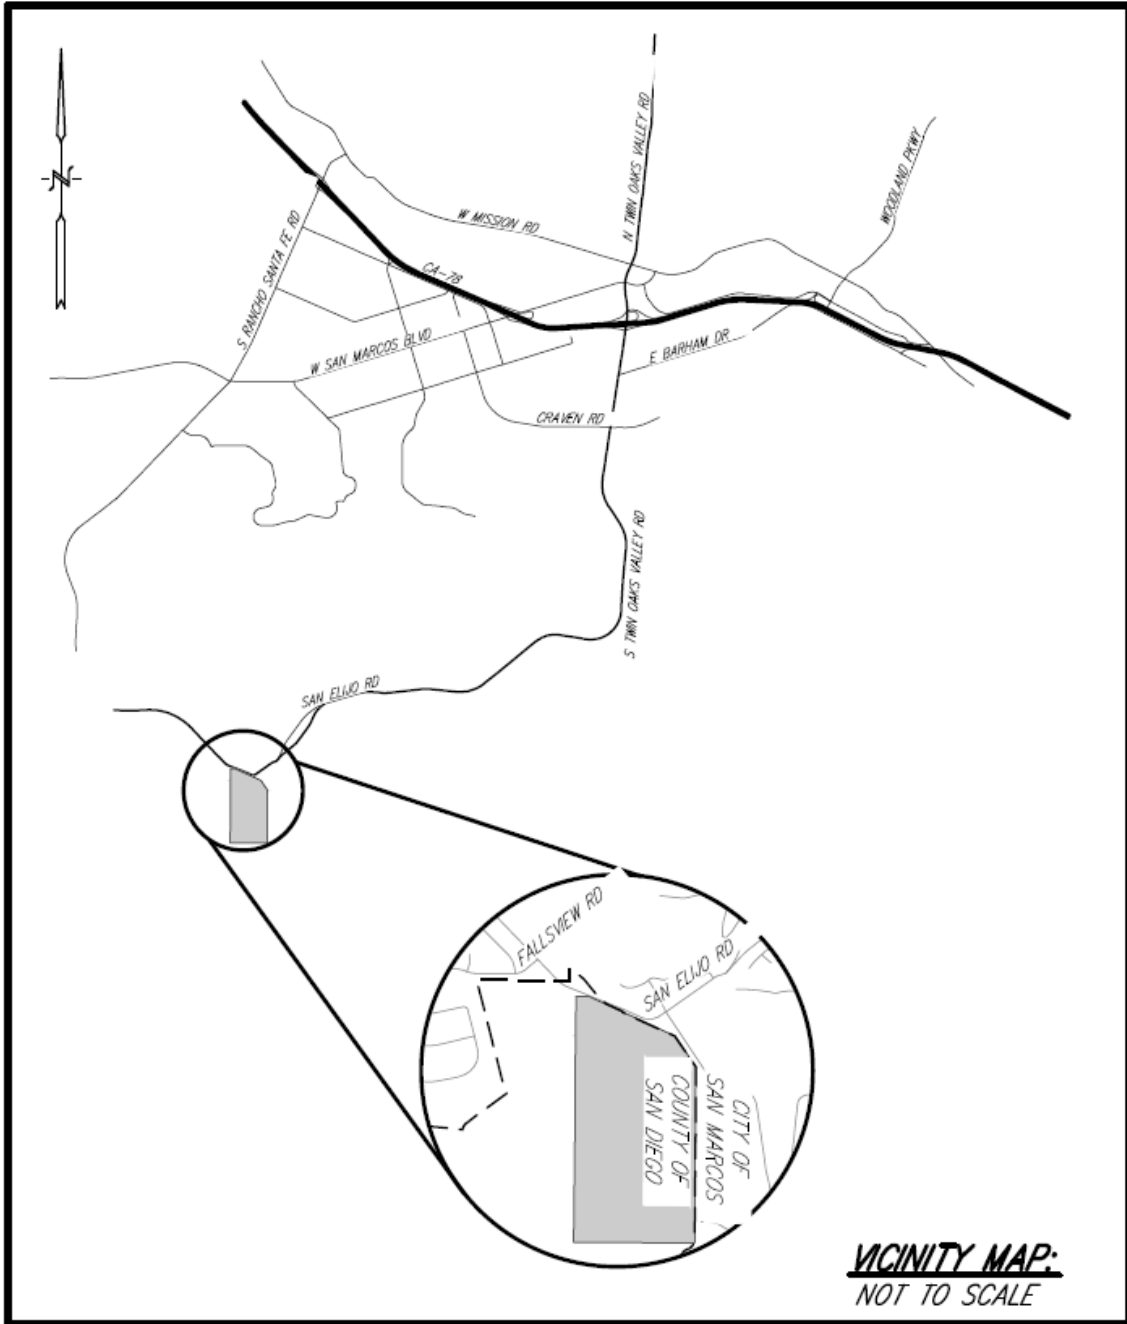 N TWIN OAKS VALLEY RD
WOODLAND PKWY
W MISSION RD
S RANCHO SANTA FE RD
CA-78
W SAN MARCOS BLVD
E BARHAM DR
CRAVEN RD
S TWIN OAKS VALLEY RD
SAN ELIJO RD
FALLSVIEW RD
SAN ELIJO RD
CITY OF
SAN MARCOS
COUNTY OF
SAN DIEGO
N
VICINITY MAP:
NOT TO SCALE